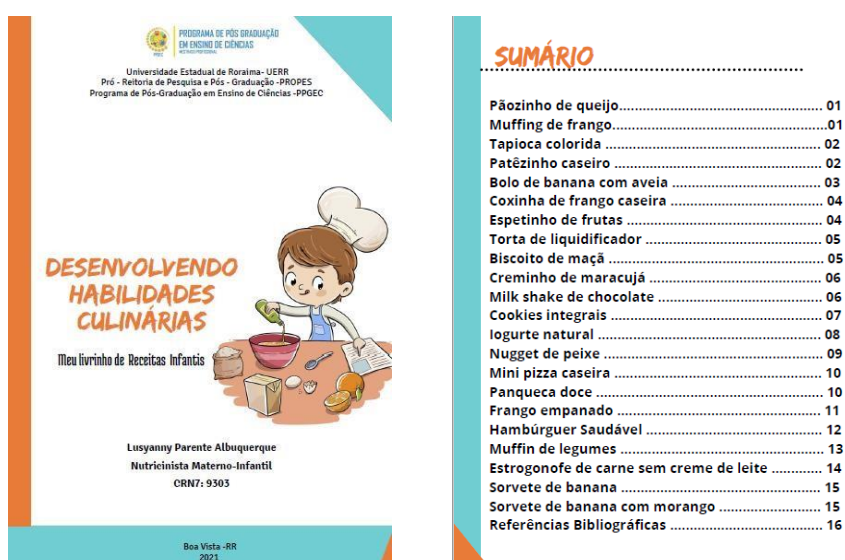 PROGRAMA DE PÓS GRADUAÇÃO
EM ENSINO DE CIÊNCIAS
MESTRADO PROFISSIONAL
Universidade Estadual de Roraima- UERR
Pró - Reitoria de Pesquisa e Pós - Graduação -PROPES
Programa de Pós-Graduação em Ensino de Ciências -PPGEC
DESENVOLVENDO
HABILIDADES
CULINÁRIAS
Meu livrinho de Receitas Infantis
Lusyanny Parente Albuquerque
Nutricinista Materno-Infantil
CRN7: 9303
Boa Vista -RR
2021
SUMÁRIO
Pãozinho de queijo.................................................... 01
Muffing de frango.......................................................01
Tapioca colorida ....................................................... 02
Patêzinho caseiro ..................................................... 02
Bolo de banana com aveia ...................................... 03
Coxinha de frango caseira ....................................... 04
Espetinho de frutas .................................................. 04
Torta de liquidificador ............................................. 05
Biscoito de maçã ....................................................... 05
Creminho de maracujá ............................................ 06
Milk shake de chocolate .......................................... 06
Cookies integrais ...................................................... 07
Iogurte natural ......................................................... 08
Nugget de peixe ........................................................ 09
Mini pizza caseira ..................................................... 10
Panqueca doce .......................................................... 10
Frango empanado .................................................... 11
Hambúrguer Saudável ............................................. 12
Muffin de legumes .................................................... 13
Estrogonofe de carne sem creme de leite ............. 14
Sorvete de banana ................................................... 15
Sorvete de banana com morango .......................... 15
Referências Bibliográficas ....................................... 16